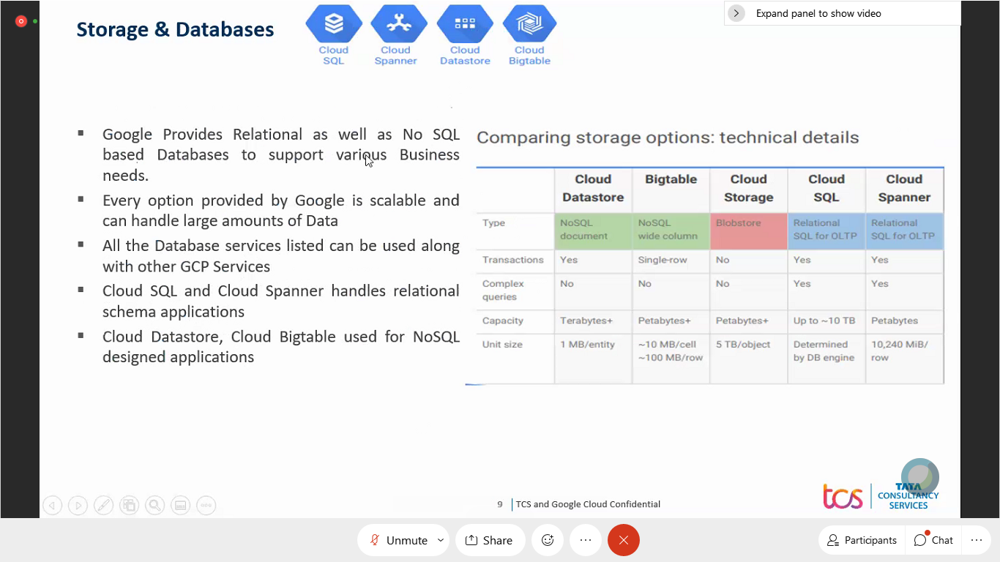 Expand panel to show video
Storage & Databases
Cloud
SQL
Cloud
Spanner
Cloud
Datastore
Cloud
Bigtable
Google Provides Relational as well as No SQL
based Databases to support various Business
needs.
Every option provided by Google is scalable and
can handle large amounts of Data
All the Database services listed can be used along
with other GCP Services
Cloud SQL and Cloud Spanner handles relational
schema applications
Cloud Datastore, Cloud Bigtable used for NoSQL
designed applications
Comparing storage options: technical details
Cloud Datastore Bigtable Cloud Storage Cloud SQL Cloud Spanner
Type NoSQL document NoSQL wide column Blobstore Relational SQL for OLTP Relational SQL for OLTP
Transactions Yes Single-row No Yes Yes
Complex queries No No No Yes Yes
Capacity Terabytes+ Petabytes+ Petabytes+ Up to ~10 TB Petabytes
Unit size 1 MB/entity ~10 MB/cell ~100 MB/row 5 TB/object Determined by DB engine 10,240 MiB/ row
9 TCS and Google Cloud Confidential
tcs
TATA
CONSULTANCY
SERVICES
Unmute Share Participants Chat